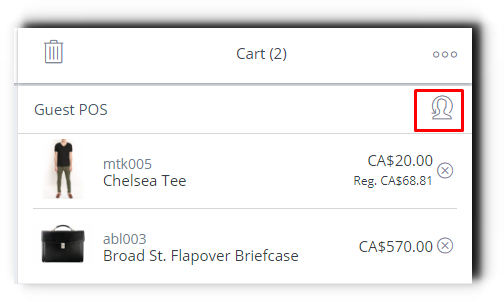 Cart (2)
Guest POS
mtk005
Chelsea Tee
CA$20.00
Reg. CA$68.81
abl003
Broad St. Flapover Briefcase
CA$570.00